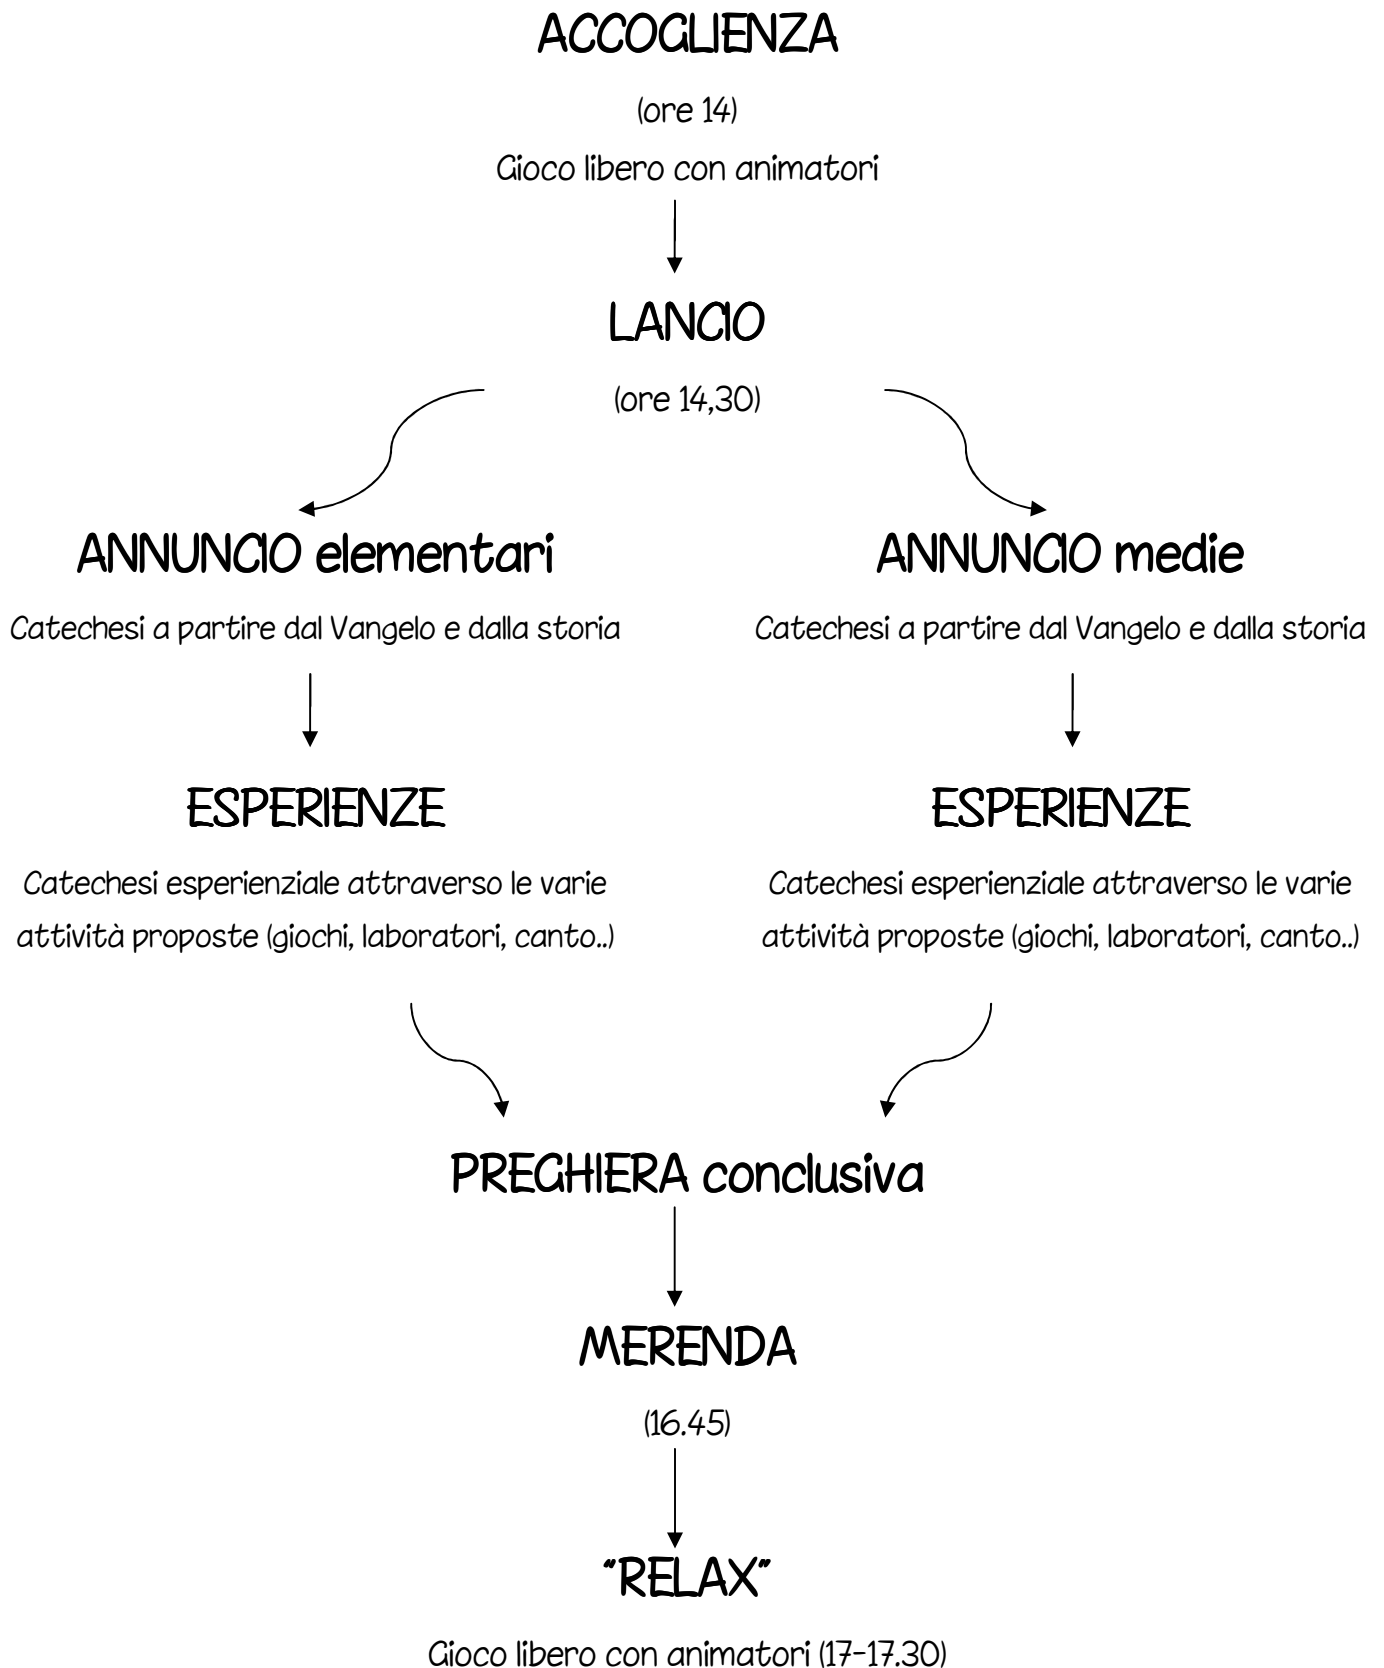 ACCOGLIENZA
(ore 14)
Gioco libero con animatori
LANCIO
(ore 14,30)
ANNUNCIO elementari
Catechesi a partire dal Vangelo e dalla storia
ESPERIENZE
Catechesi esperienziale attraverso le varie
attività proposte (giochi, laboratori, canto..)
ANNUNCIO medie
Catechesi a partire dal Vangelo e dalla storia
ESPERIENZE
Catechesi esperienziale attraverso le varie
attività proposte (giochi, laboratori, canto..)
PREGHIERA conclusiva
MERENDA
(16.45)
“RELAX”
Gioco libero con animatori (17-17.30)